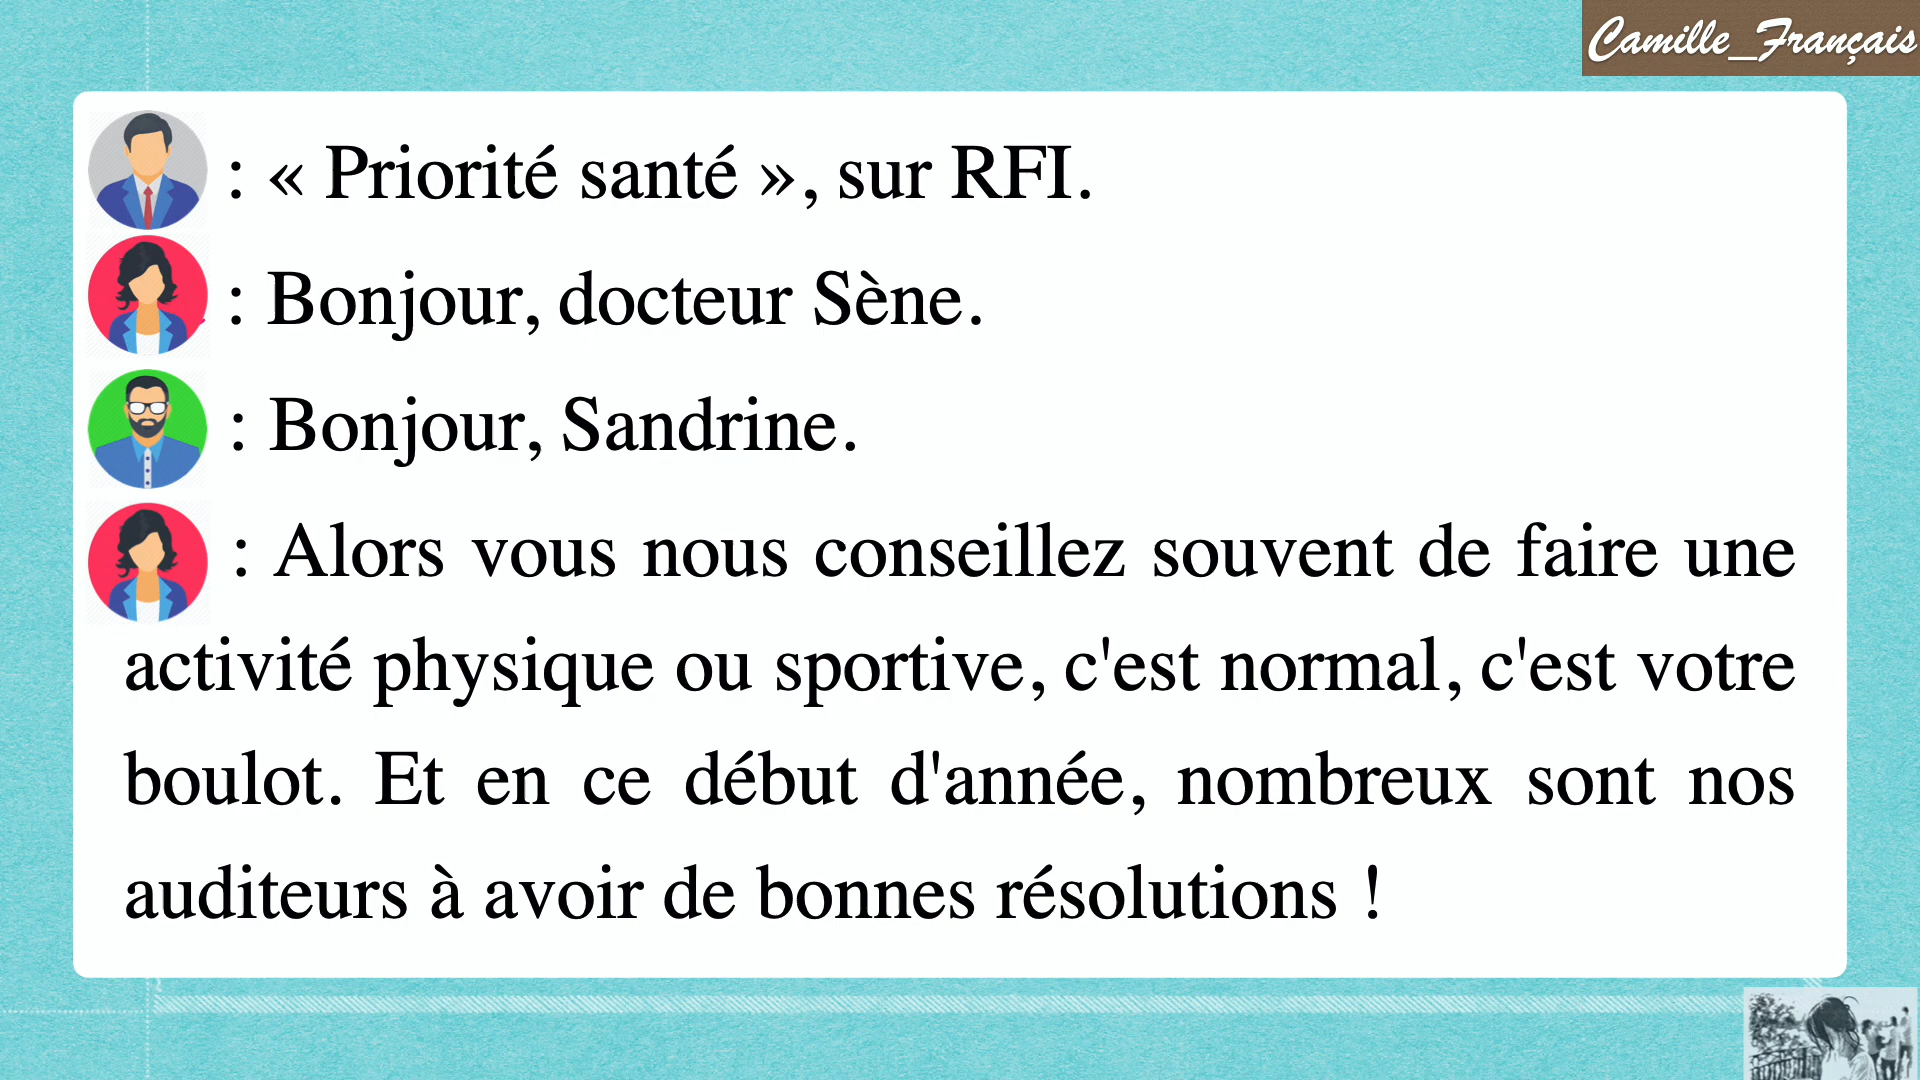 Camille_Français
: « Priorité santé », sur RFI.
: Bonjour, docteur Sène.
: Bonjour, Sandrine.
: Alors vous nous conseillez souvent de faire une
activité physique ou sportive, c'est normal, c'est votre
boulot. Et en ce début d'année, nombreux sont nos
auditeurs à avoir de bonnes résolutions !